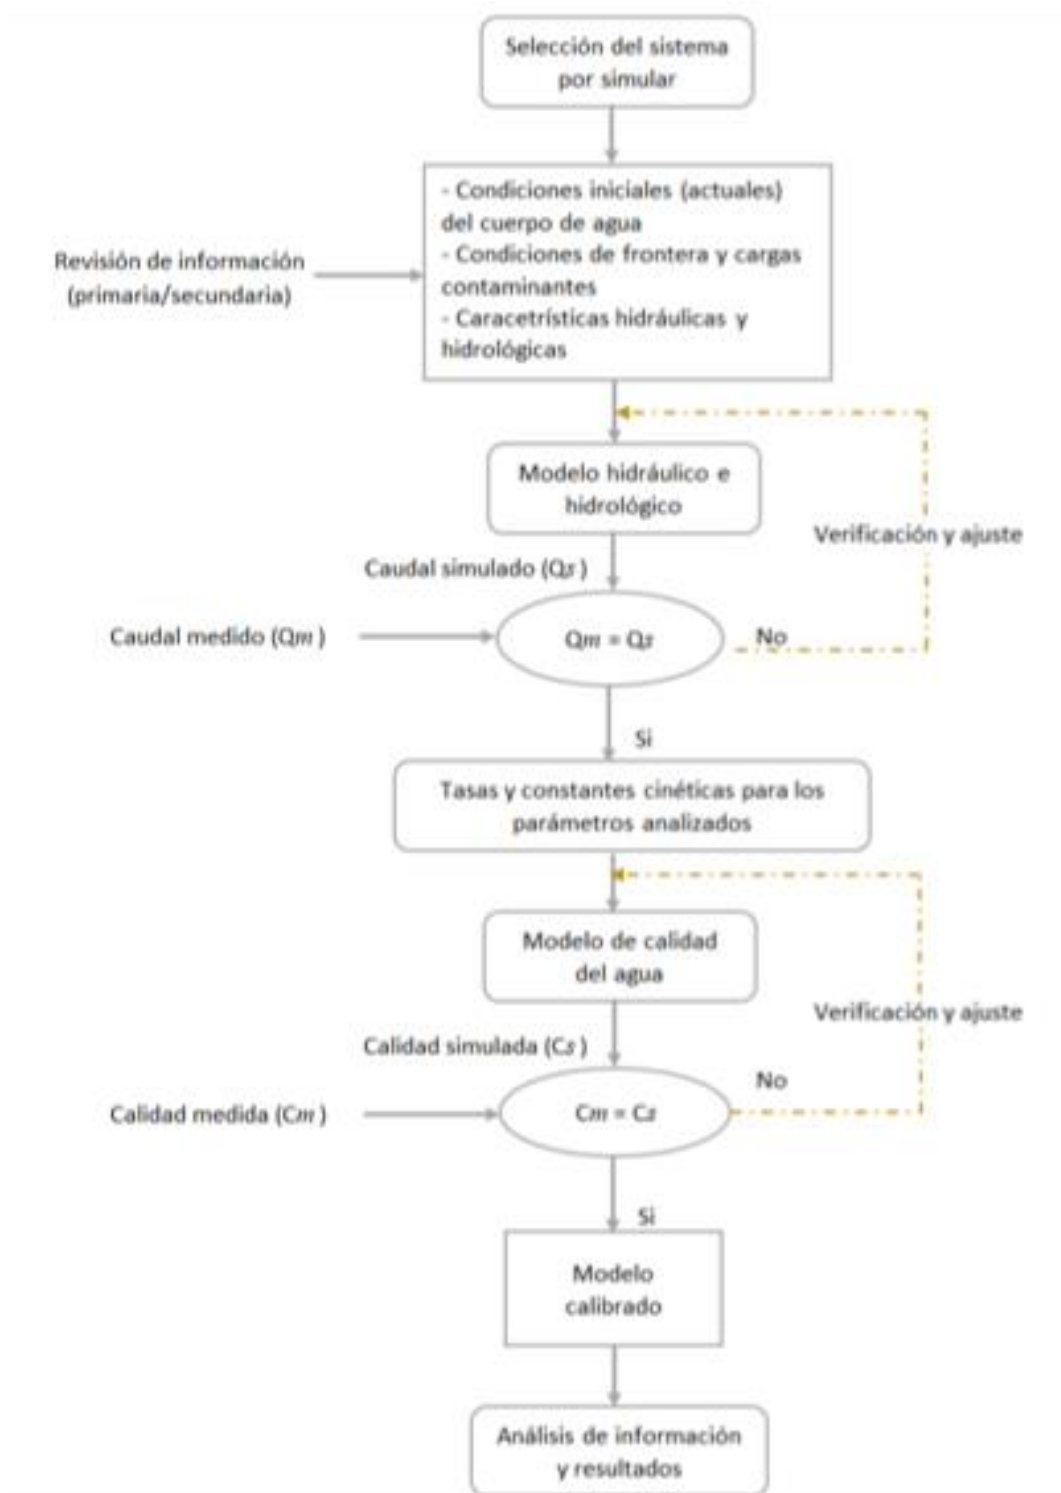 Selección del sistema
por simular
- Condiciones iniciales (actuales)
del cuerpo de agua
- Condiciones de frontera y cargas
contaminantes
- Caracetrísticas hidráulicas y
hidrológicas
Revisión de información
(primaria/secundaria)
Modelo hidráulico e
hidrológico
Verificación y ajuste
Caudal simulado (Qs)
Caudal medido (Qm)
Qm = Qs
No
Si
Tasas y constantes cinéticas para los
parámetros analizados
Modelo de calidad
del agua
Verificación y ajuste
Calidad simulada (Cs)
No
Calidad medida (Cm)
Cm = Cs
Si
Modelo
calibrado
Análisis de información
y resultados